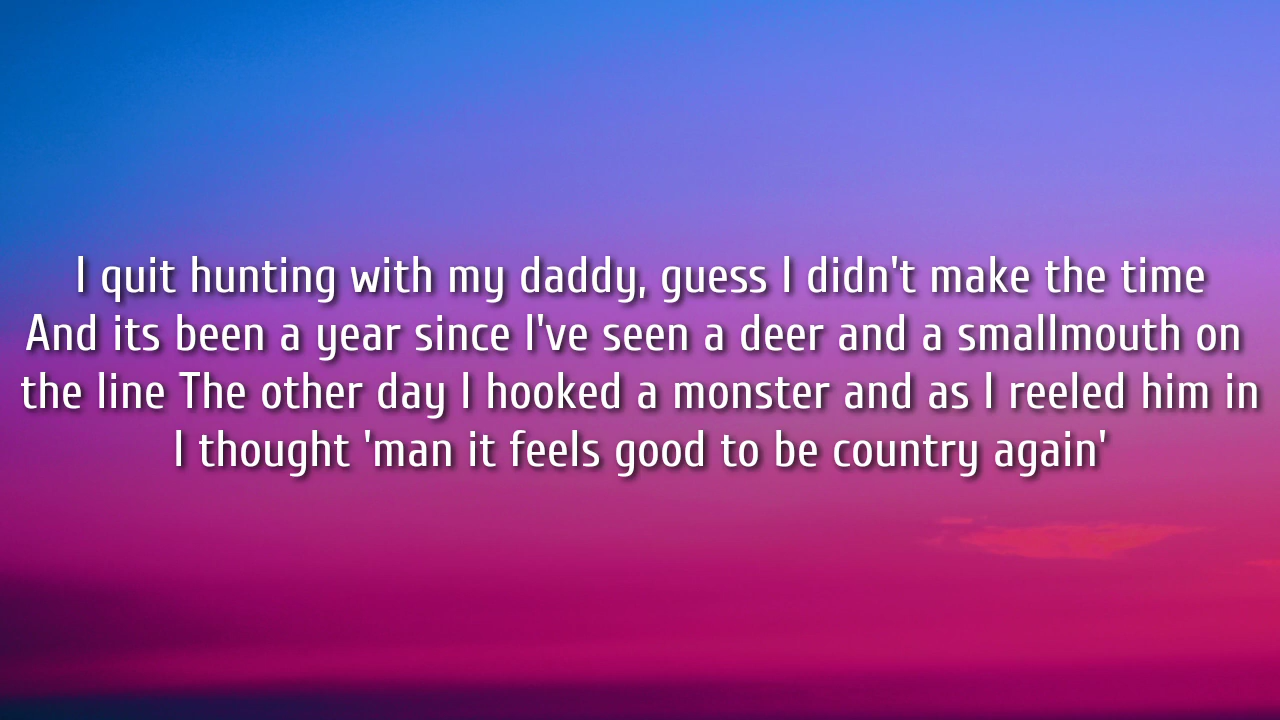 I quit hunting with my daddy, guess I didn't make the time
And its been a year since I've seen a deer and a smallmouth on
the line The other day I hooked a monster and as I reeled him in
I thought 'man it feels good to be country again'